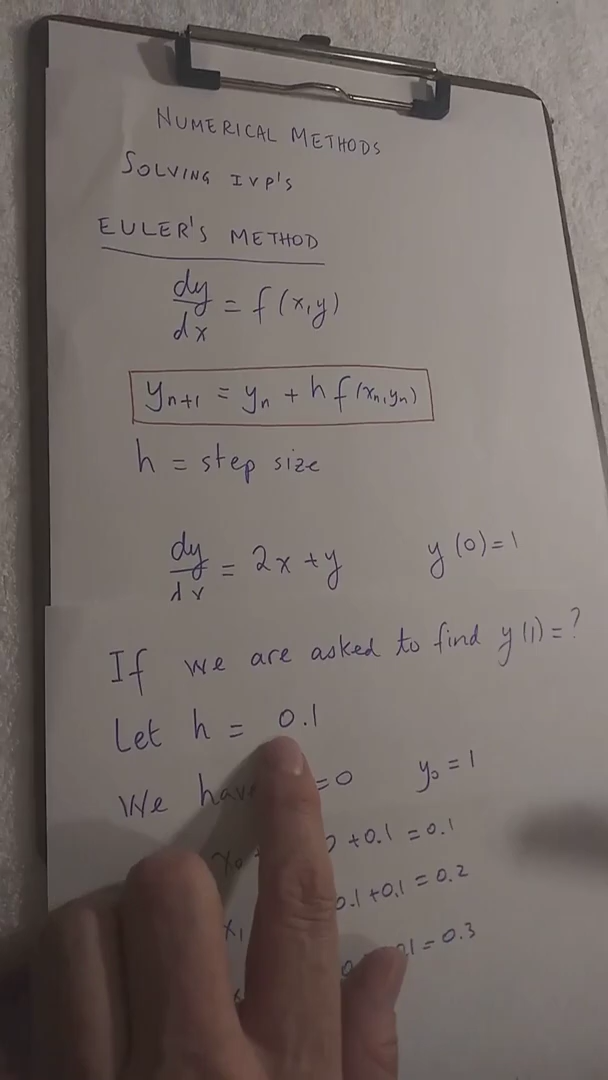 NUMERICAL METHODS
SOLVING IVP'S
EULER'S METHOD
dy/dx = f(x,y)
yₙ₊₁ = yₙ + h f(xₙ,yₙ)
h = step size
dy/dx = 2x + y y(0)=1
If we are asked to find y(1)=?
Let h = 0.1
We have =0 y₀ = 1
x₀ +0.1 = 0.1
x₁ 0.1 +0.1 = 0.2
= 0.3